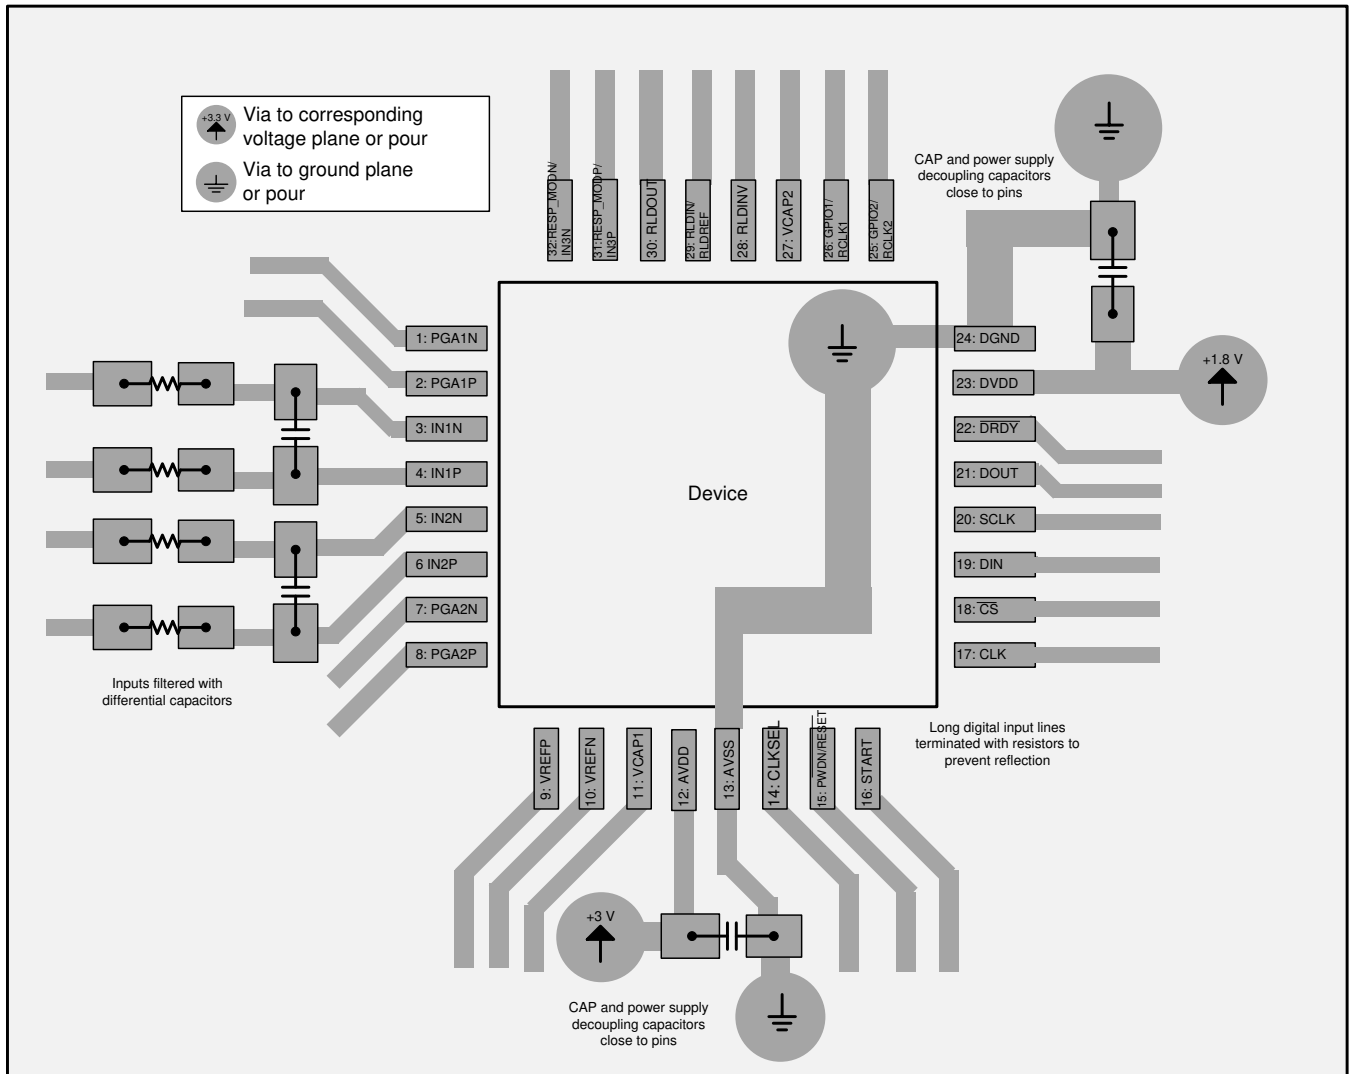 +3.3 V
Via to corresponding
voltage plane or pour
Via to ground plane
or pour
32:RESP_MODN/
IN3N
31:RESP_MODP/
IN3P
30: RLDOUT
29: RLDIN/
RLDREF
28: RLDINV
27: VCAP2
26: GPIO1/
RCLK1
25: GPIO2/
RCLK2
CAP and power supply
decoupling capacitors
close to pins
1: PGA1N
2: PGA1P
3: IN1N
4: IN1P
5: IN2N
6 IN2P
7: PGA2N
8: PGA2P
Inputs filtered with
differential capacitors
Device
24: DGND
23: DVDD
22: DRDY
21: DOUT
20: SCLK
19: DIN
18: CS
17: CLK
+1.8 V
Long digital input lines
terminated with resistors to
prevent reflection
9: VREFP
10: VREFN
11: VCAP1
12: AVDD
13: AVSS
14: CLKSEL
15: PWDN/RESET
16: START
+3 V
CAP and power supply
decoupling capacitors
close to pins